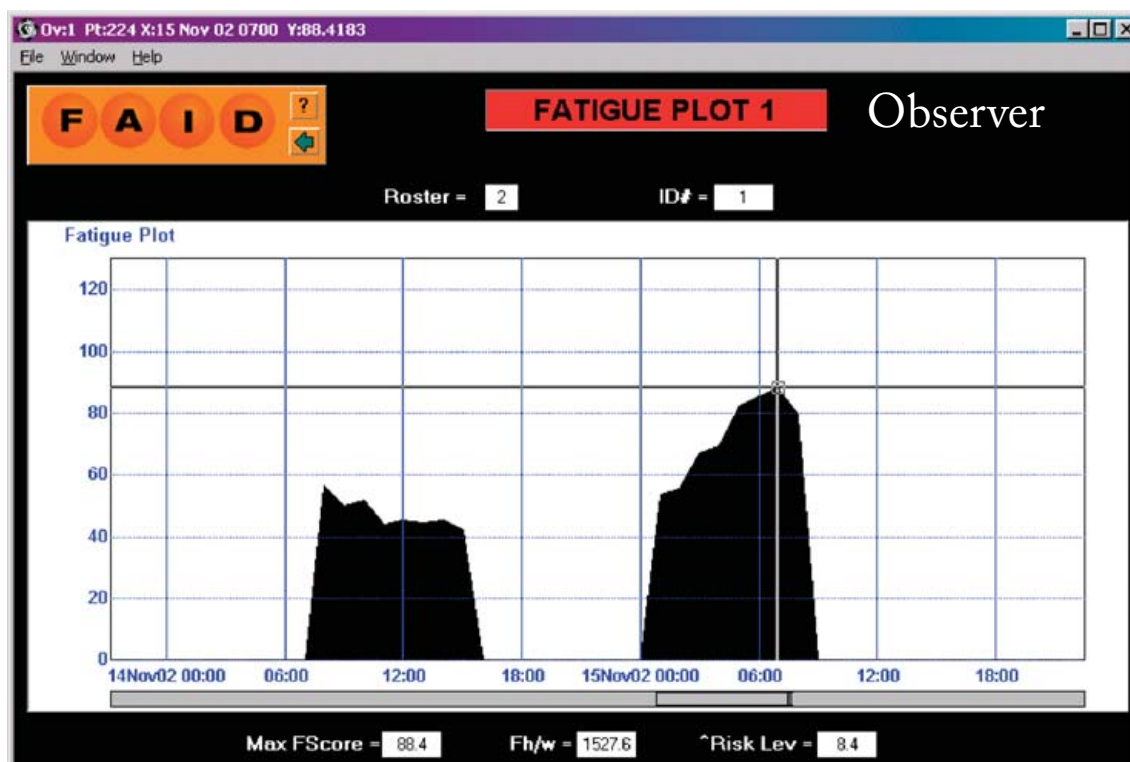 Ov:1 Pt:224 X:15 Nov 02 0700 Y:88.4183
File Window Help
F A I D ?
FATIGUE PLOT 1
Observer
Roster = 2 ID# = 1
Fatigue Plot
120
100
80
60
40
20
0
14Nov02 00:00 06:00 12:00 18:00 15Nov02 00:00 06:00 12:00 18:00
Max FScore = 88.4 Fh/w = 1527.6 ^Risk Lev = 8.4